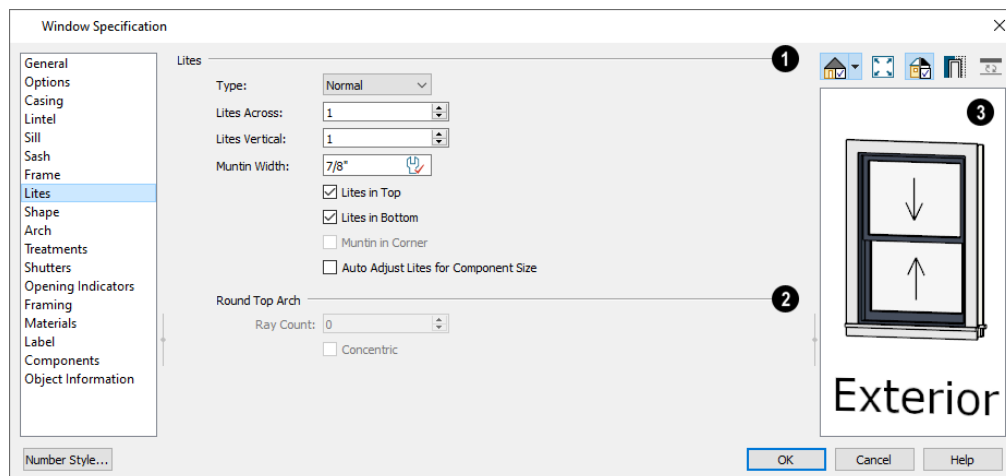 Window Specification
General
Options
Casing
Lintel
Sill
Sash
Frame
Lites
Shape
Arch
Treatments
Shutters
Opening Indicators
Framing
Materials
Label
Components
Object Information
Lites
1
Type: Normal
Lites Across: 1
Lites Vertical: 1
Muntin Width: 7/8"
Lites in Top
Lites in Bottom
Muntin in Corner
Auto Adjust Lites for Component Size
Round Top Arch
2
Ray Count: 0
Concentric
3
Exterior
Number Style...
OK
Cancel
Help